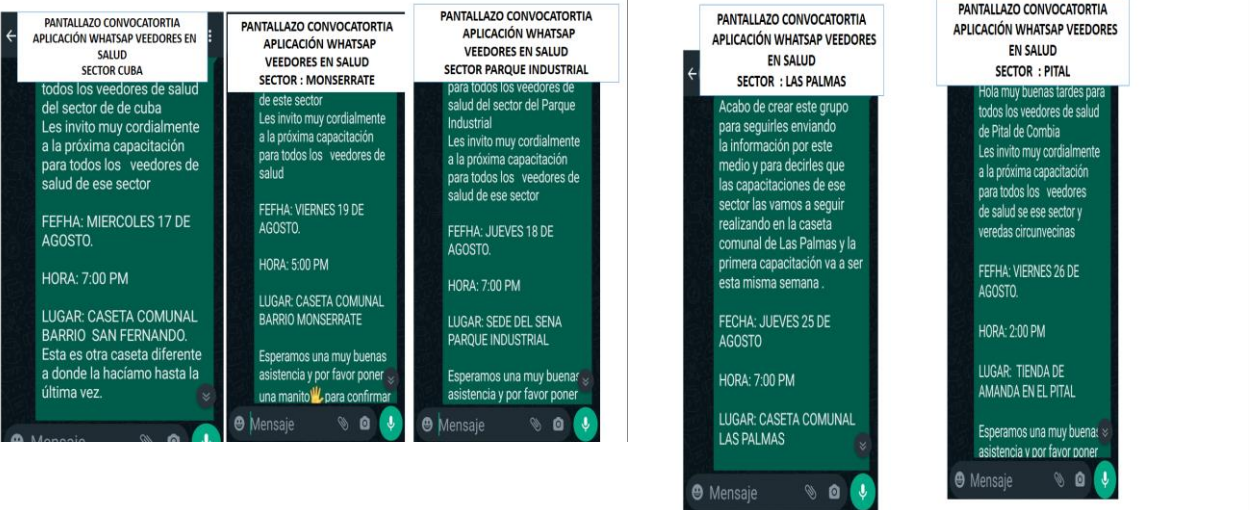 PANTALLAZO CONVOCATORTIA
APLICACIÓN WHATSAP VEEDORES EN
SALUD
SECTOR CUBA
todos los veedores de salud
del sector de de cuba
Les invito muy cordialmente
a la próxima capacitación
para todos los veedores de
salud de ese sector
FEFHA: MIERCOLES 17 DE
AGOSTO.
HORA: 7:00 PM
LUGAR: CASETA COMUNAL
BARRIO SAN FERNANDO.
Esta es otra caseta diferente
a donde la hacíamo hasta la
última vez.
Mensaje
PANTALLAZO CONVOCATORTIA
APLICACIÓN WHATSAP
VEEDORES EN SALUD
SECTOR : MONSERRATE
de este sector
Les invito muy cordialmente
a la próxima capacitación
para todos los veedores de
salud
FEFHA: VIERNES 19 DE
AGOSTO.
HORA: 5:00 PM
LUGAR: CASETA COMUNAL
BARRIO MONSERRATE
Esperamos una muy buenas
asistencia y por favor poner
una manito🖐 para confirmar
Mensaje
PANTALLAZO CONVOCATORTIA
APLICACIÓN WHATSAP
VEEDORES EN SALUD
SECTOR PARQUE INDUSTRIAL
para todos los veedores de
salud del sector del Parque
Industrial
Les invito muy cordialmente
a la próxima capacitación
para todos los veedores de
salud de ese sector
FEFHA: JUEVES 18 DE
AGOSTO.
HORA: 7:00 PM
LUGAR: SEDE DEL SENA
PARQUE INDUSTRIAL
Esperamos una muy buenas
asistencia y por favor poner
Mensaje
PANTALLAZO CONVOCATORTIA
APLICACIÓN WHATSAP VEEDORES
EN SALUD
SECTOR : LAS PALMAS
Acabo de crear este grupo
para seguirles enviando
la información por este
medio y para decirles que
las capacitaciones de ese
sector las vamos a seguir
realizando en la caseta
comunal de Las Palmas y la
primera capacitación va a ser
esta misma semana .
FECHA: JUEVES 25 DE
AGOSTO
HORA: 7:00 PM
LUGAR: CASETA COMUNAL
LAS PALMAS
Mensaje
PANTALLAZO CONVOCATORTIA
APLICACIÓN WHATSAP VEEDORES
EN SALUD
SECTOR : PITAL
Hola muy buenas tardes para
todos los veedores de salud
de Pital de Combia
Les invito muy cordialmente
a la próxima capacitación
para todos los veedores
de salud se ese sector y
veredas circunvecinas
FEFHA: VIERNES 26 DE
AGOSTO.
HORA: 2:00 PM
LUGAR: TIENDA DE
AMANDA EN EL PITAL
Esperamos una muy buenas
asistencia y por favor poner
Mensaje